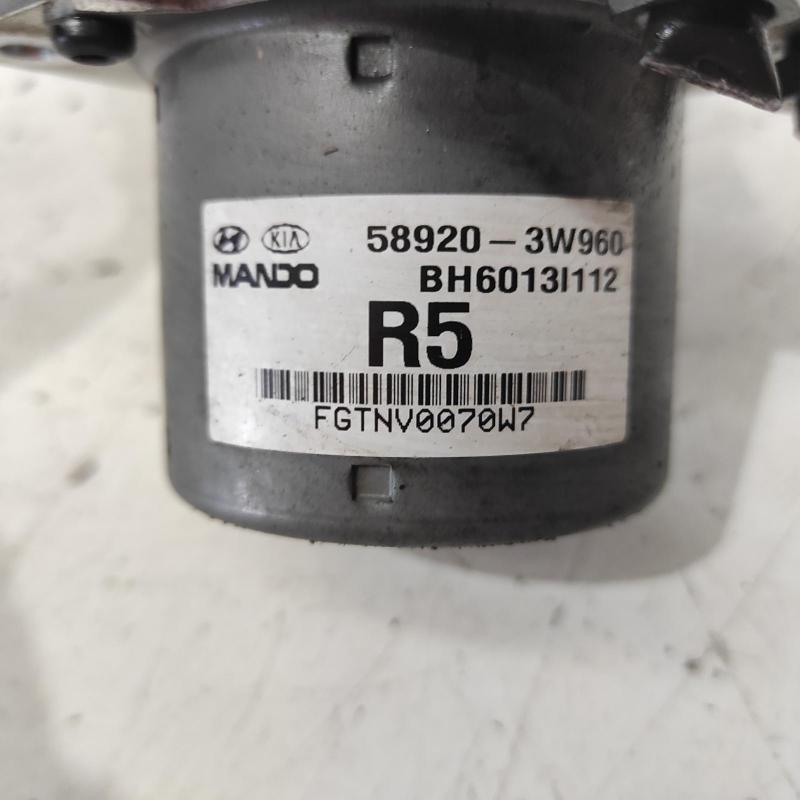 KIA 58920-3W960
MANDO BH6013I112
R5
FGTNV0070W7